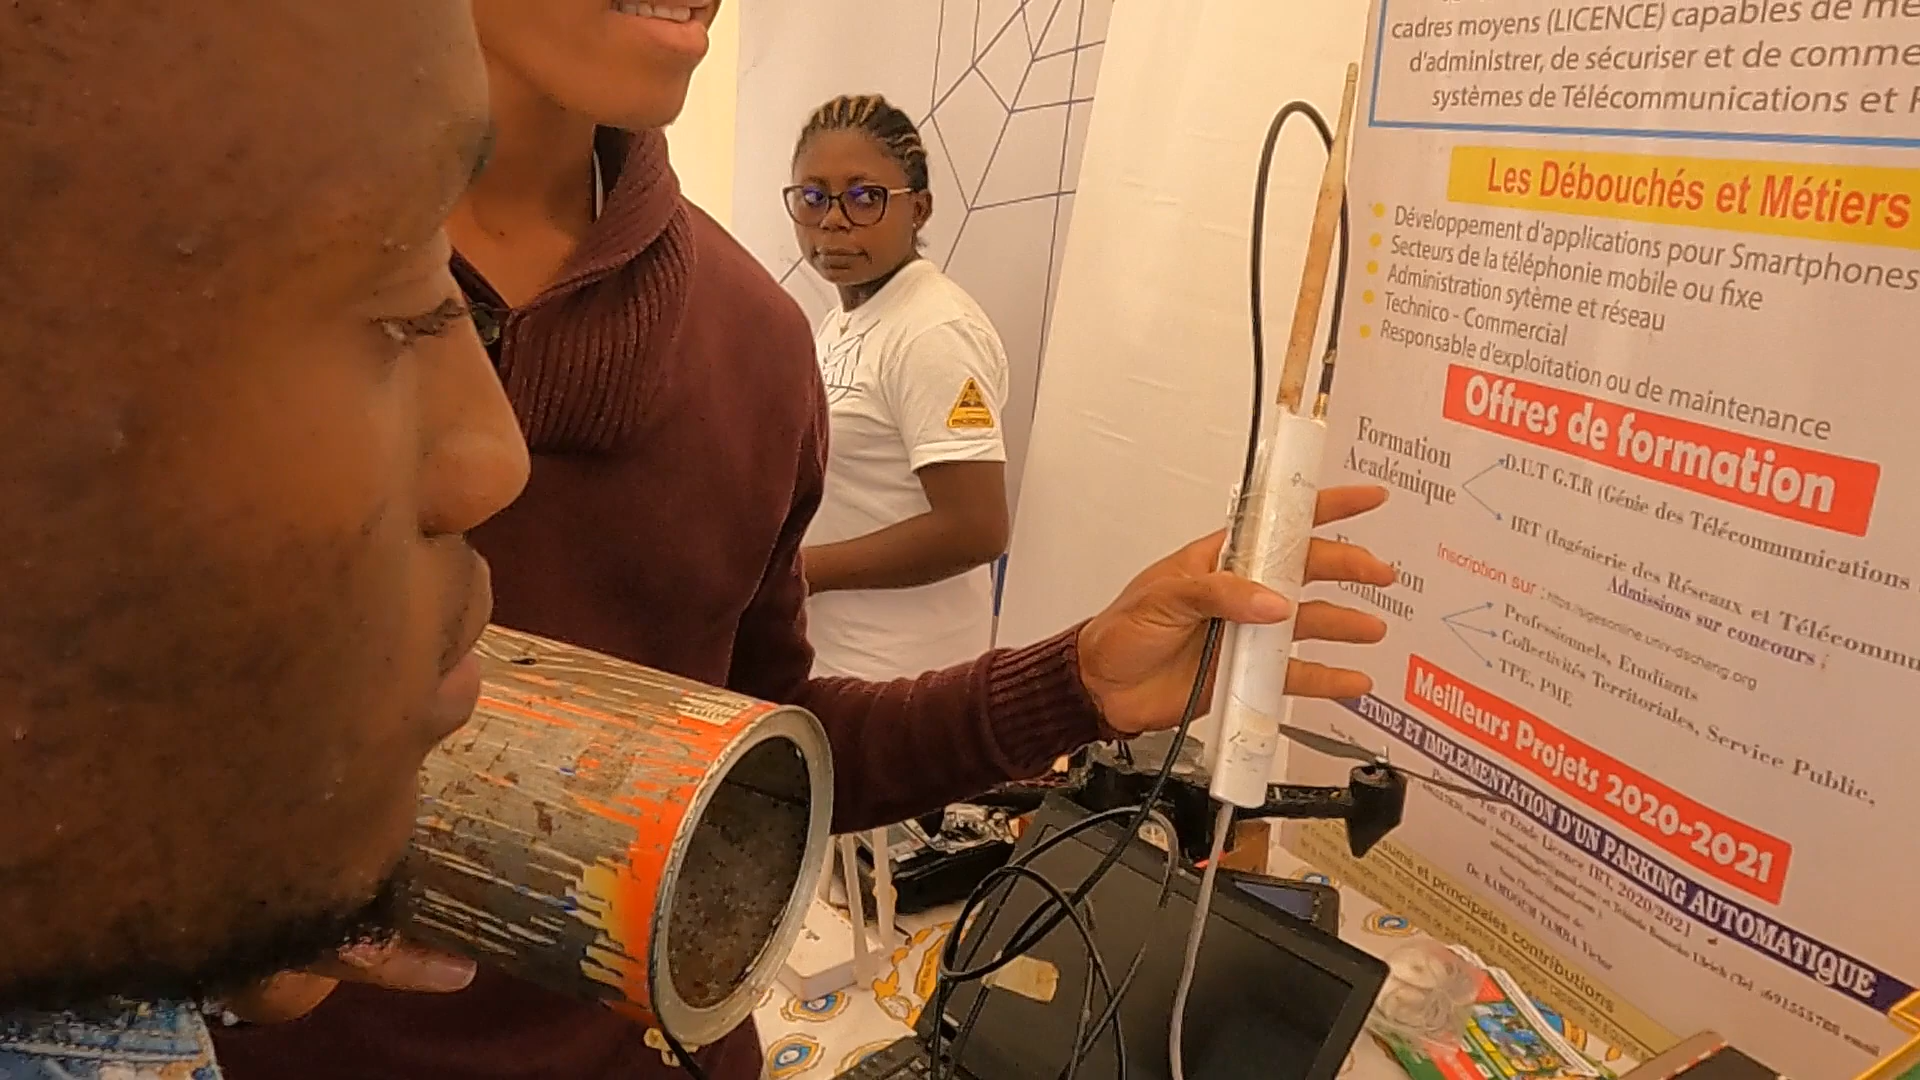 cadres moyens (LICENCE) capables de
d'administrer, de sécuriser et de comme
systèmes de Télécommunications et
Les Débouchés et Métiers
Développement d'applications pour Smartphones
Secteurs de la téléphonie mobile ou fixe
Administration sytème et réseau
Technico - Commercial
Responsable d'exploitation ou de maintenance
Offres de formation
Formation
Académique
D.U.T G.T.R (Génie des Télécommunications
IRT (Ingénierie des Réseaux et Télécommu
Admissions sur concours
Inscription sur :
Continue
Professionnels, Etudiants
Collectivités Territoriales, Service Public,
TPE, PME
Meilleurs Projets 2020-2021
ETUDE ET IMPLEMENTATION D'UN PARKING AUTOMATIQUE
d'Etude Licence IRT, 2020/2021
et principales contributions